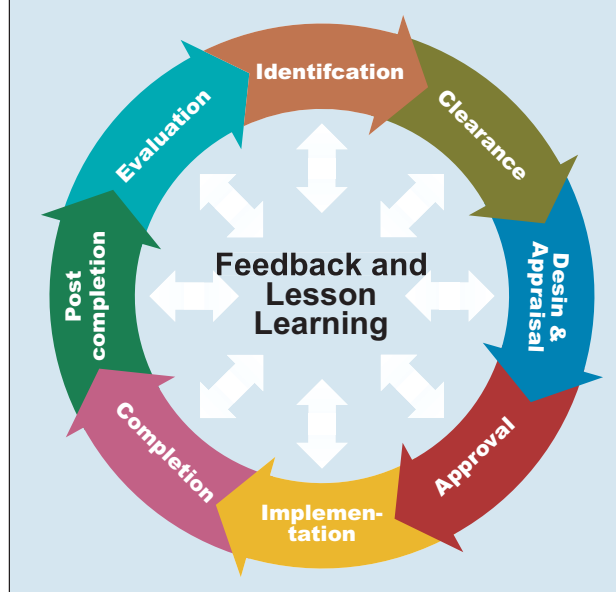 Identifcation
Clearance
Desin &
Appraisal
Approval
Implemen-
tation
Completion
Post
completion
Evaluation
Feedback and
Lesson
Learning